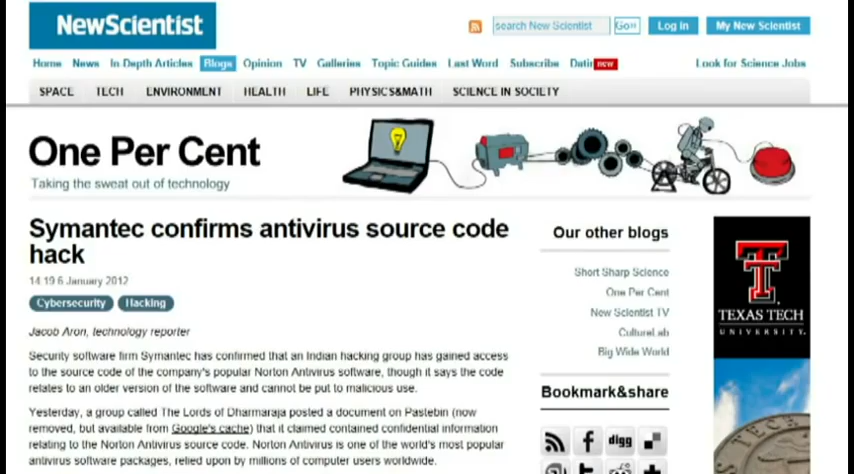 NewScientist
search New Scientist Go» Log in My New Scientist
Home News In-Depth Articles Blogs Opinion TV Galleries Topic Guides Last Word Subscribe Dating new Look for Science Jobs
SPACE TECH ENVIRONMENT HEALTH LIFE PHYSICS&MATH SCIENCE IN SOCIETY
One Per Cent
Taking the sweat out of technology
Symantec confirms antivirus source code
hack
14:19 6 January 2012
Cybersecurity Hacking
Jacob Aron, technology reporter
Security software firm Symantec has confirmed that an Indian hacking group has gained access
to the source code of the company's popular Norton Antivirus software, though it says the code
relates to an older version of the software and cannot be put to malicious use.
Yesterday, a group called The Lords of Dharmaraja posted a document on Pastebin (now
removed, but available from Google's cache) that it claimed contained confidential information
relating to the Norton Antivirus source code. Norton Antivirus is one of the world's most popular
antivirus software packages, relied upon by millions of computer users worldwide.
Our other blogs
Short Sharp Science
One Per Cent
New Scientist TV
CultureLab
Big Wide World
Bookmark&share
digg
TEXAS TECH
UNIVERSITY.